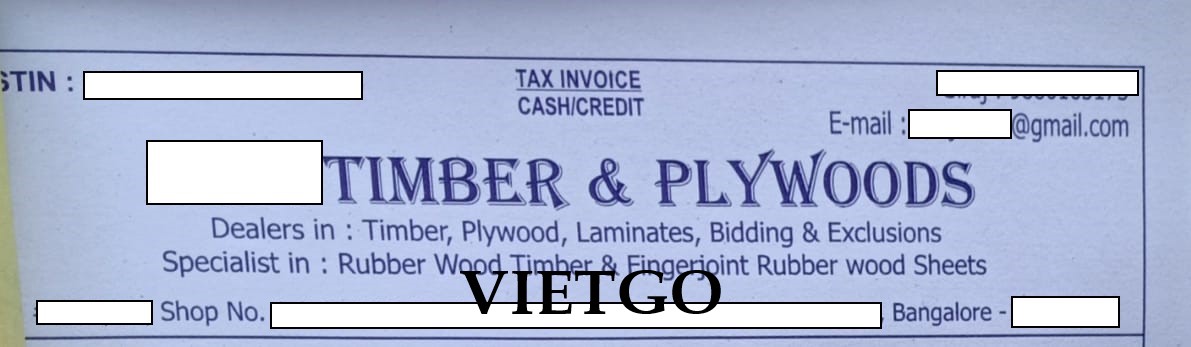 STIN :
TAX INVOICE
CASH/CREDIT
E-mail : @gmail.com
TIMBER & PLYWOODS
Dealers in : Timber, Plywood, Laminates, Bidding & Exclusions
Specialist in : Rubber Wood Timber & Fingerjoint Rubber wood Sheets
VIETGO
Shop No. , Bangalore -